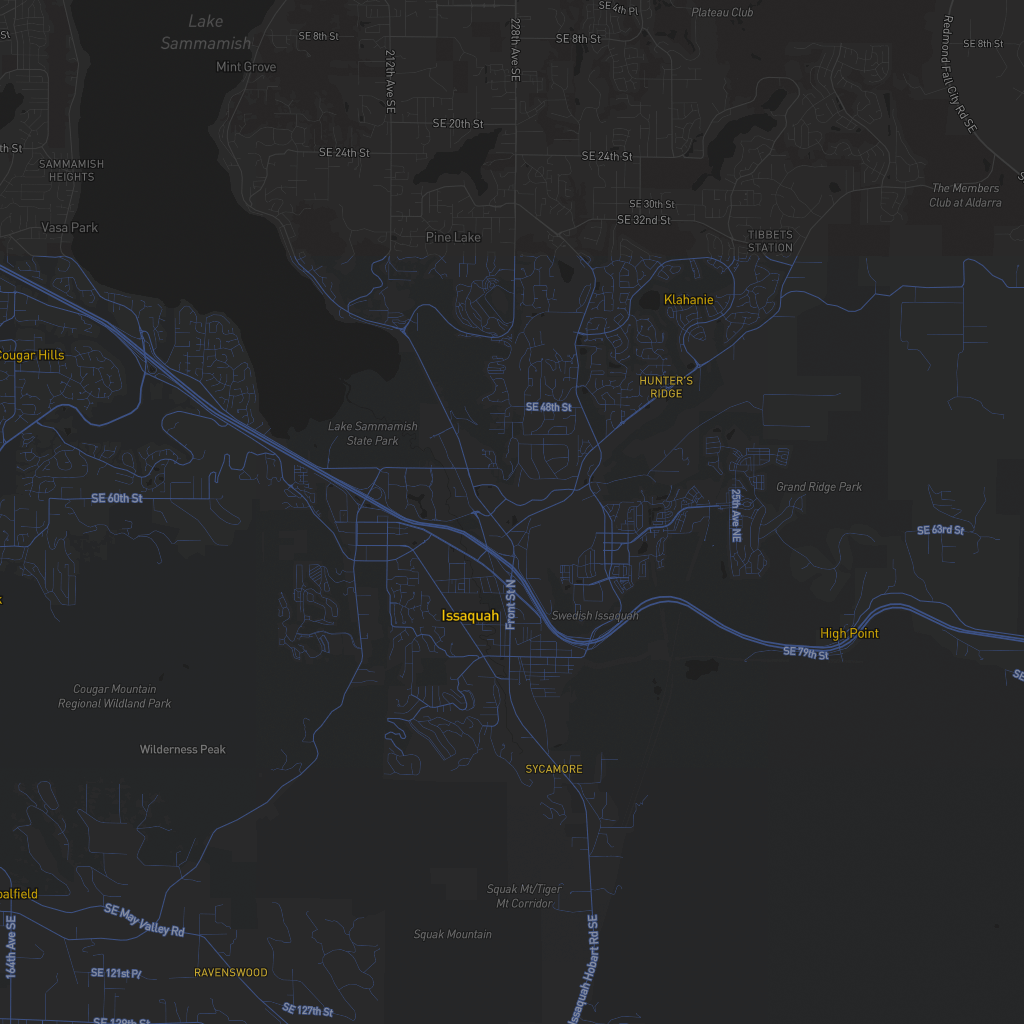 Lake
Sammamish
SE 4th Pl
Plateau Club
SE 8th St
228th Ave SE
SE 8th St
Redmond Fall City Rd SE
SE 8th St
Mint Grove
212th Ave SE
SE 20th St
SE 24th St
SE 24th St
SAMMAMISH
HEIGHTS
The Members
Club at Aldarra
SE 30th St
SE 32nd St
Vasa Park
Pine Lake
TIBBETS
STATION
Klahanie
Cougar Hills
HUNTER'S
RIDGE
SE 48th St
Lake Sammamish
State Park
SE 60th St
Grand Ridge Park
25th Ave NE
SE 63rd St
Front St N
Issaquah
Swedish Issaquah
High Point
SE 79th St
Cougar Mountain
Regional Wildland Park
Wilderness Peak
SYCAMORE
Squak Mt/Tiger
Mt Corridor
oalfield
SE May Valley Rd
164th Ave SE
Squak Mountain
Issaquah Hobart Rd SE
SE 121st Pl
RAVENSWOOD
SE 127th St
SE 128th St